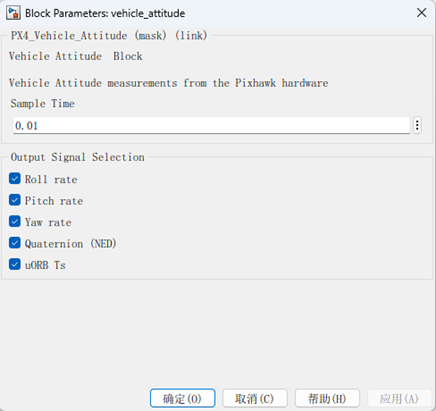 Block Parameters: vehicle_attitude
PX4_Vehicle_Attitude (mask) (link)
Vehicle Attitude  Block
Vehicle Attitude measurements from the Pixhawk hardware
Sample Time
0.01
Output Signal Selection
Roll rate
Pitch rate
Yaw rate
Quaternion (NED)
uORB Ts
确定(O) 取消(C) 帮助(H) 应用(A)